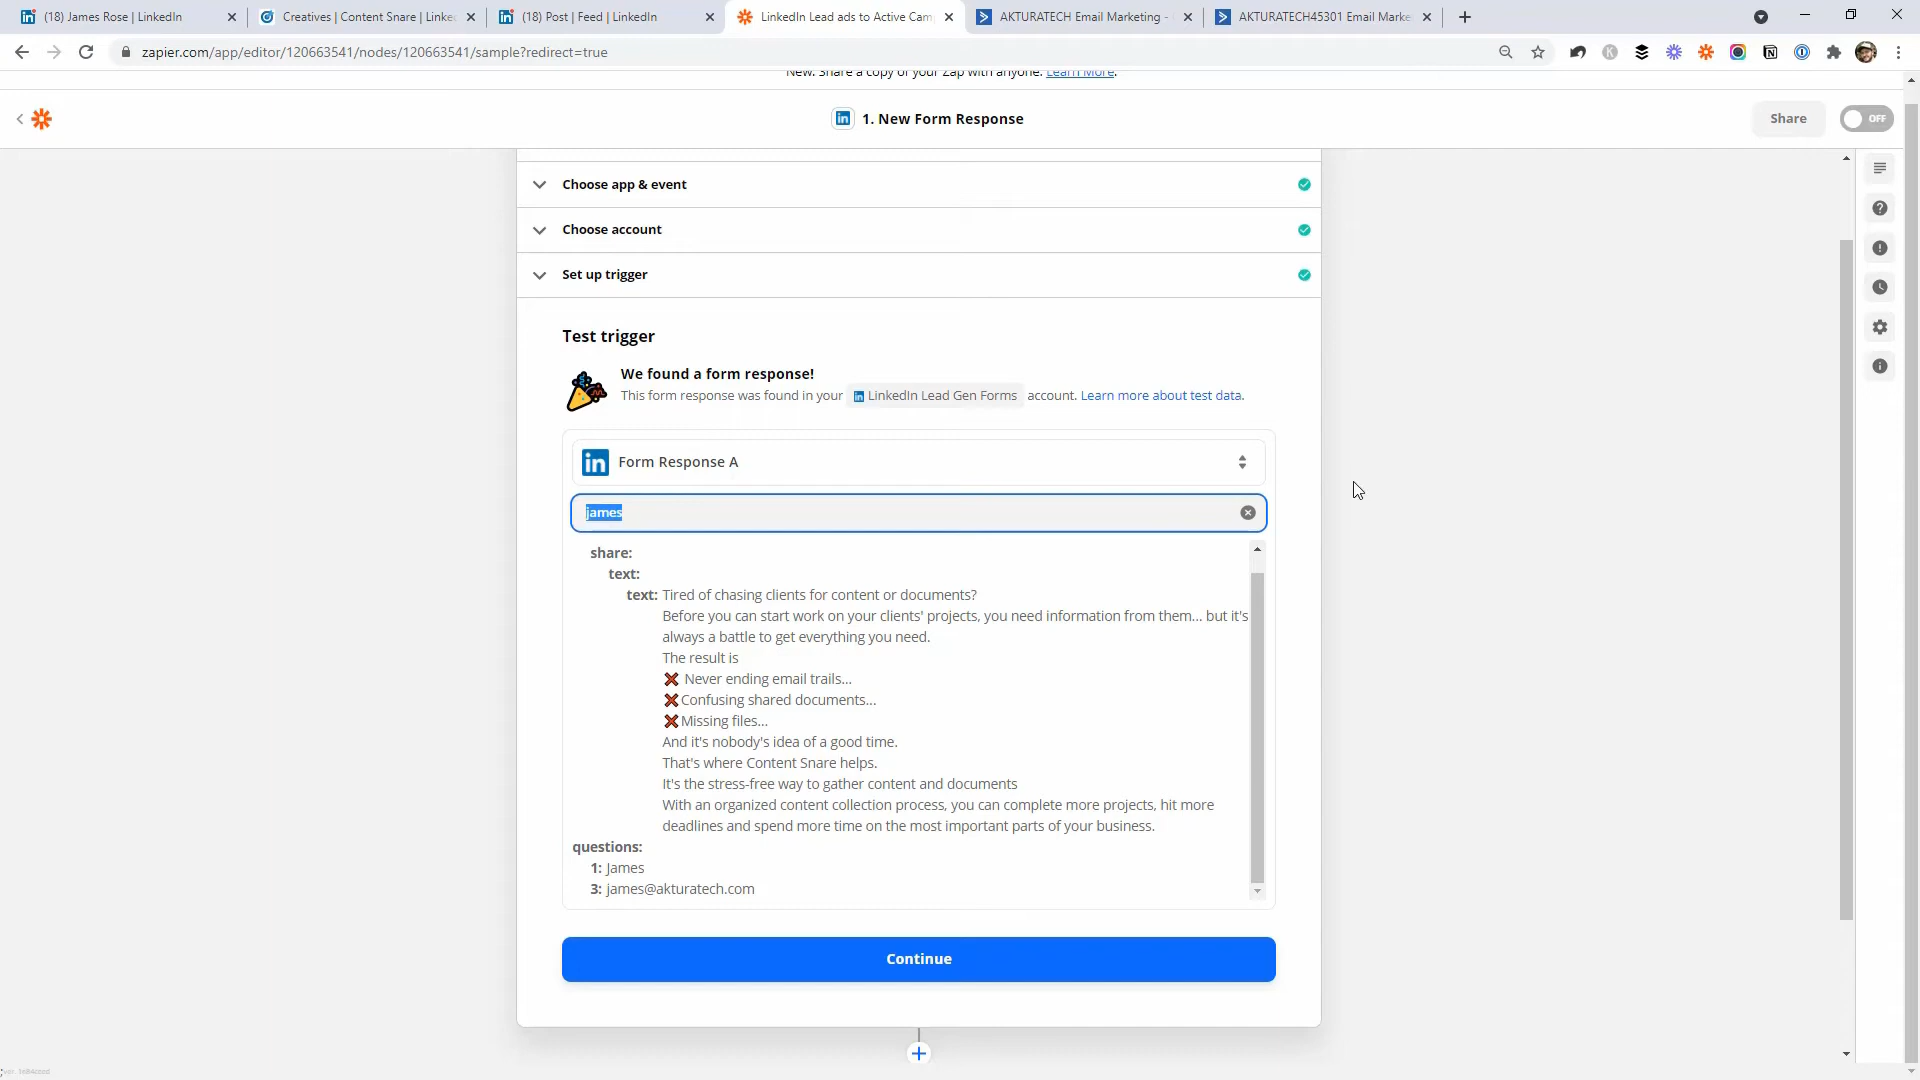 (18) James Rose | LinkedIn
Creatives | Content Snare | Linke
(18) Post | Feed | LinkedIn
LinkedIn Lead ads to Active Cam
AKTURATECH Email Marketing -
AKTURATECH45301 Email Marke
zapier.com/app/editor/120663541/nodes/120663541/sample?redirect=true
New: Share a copy of your Zap with anyone. Learn More.
1. New Form Response
Share
OFF
Choose app & event
Choose account
Set up trigger
Test trigger
We found a form response!
This form response was found in your LinkedIn Lead Gen Forms account. Learn more about test data.
Form Response A
james
share:
text:
text: Tired of chasing clients for content or documents?
Before you can start work on your clients' projects, you need information from them... but it's
always a battle to get everything you need.
The result is
❌ Never ending email trails...
❌Confusing shared documents...
❌Missing files...
And it's nobody's idea of a good time.
That's where Content Snare helps.
It's the stress-free way to gather content and documents
With an organized content collection process, you can complete more projects, hit more
deadlines and spend more time on the most important parts of your business.
questions:
1: James
3: james@akturatech.com
Continue